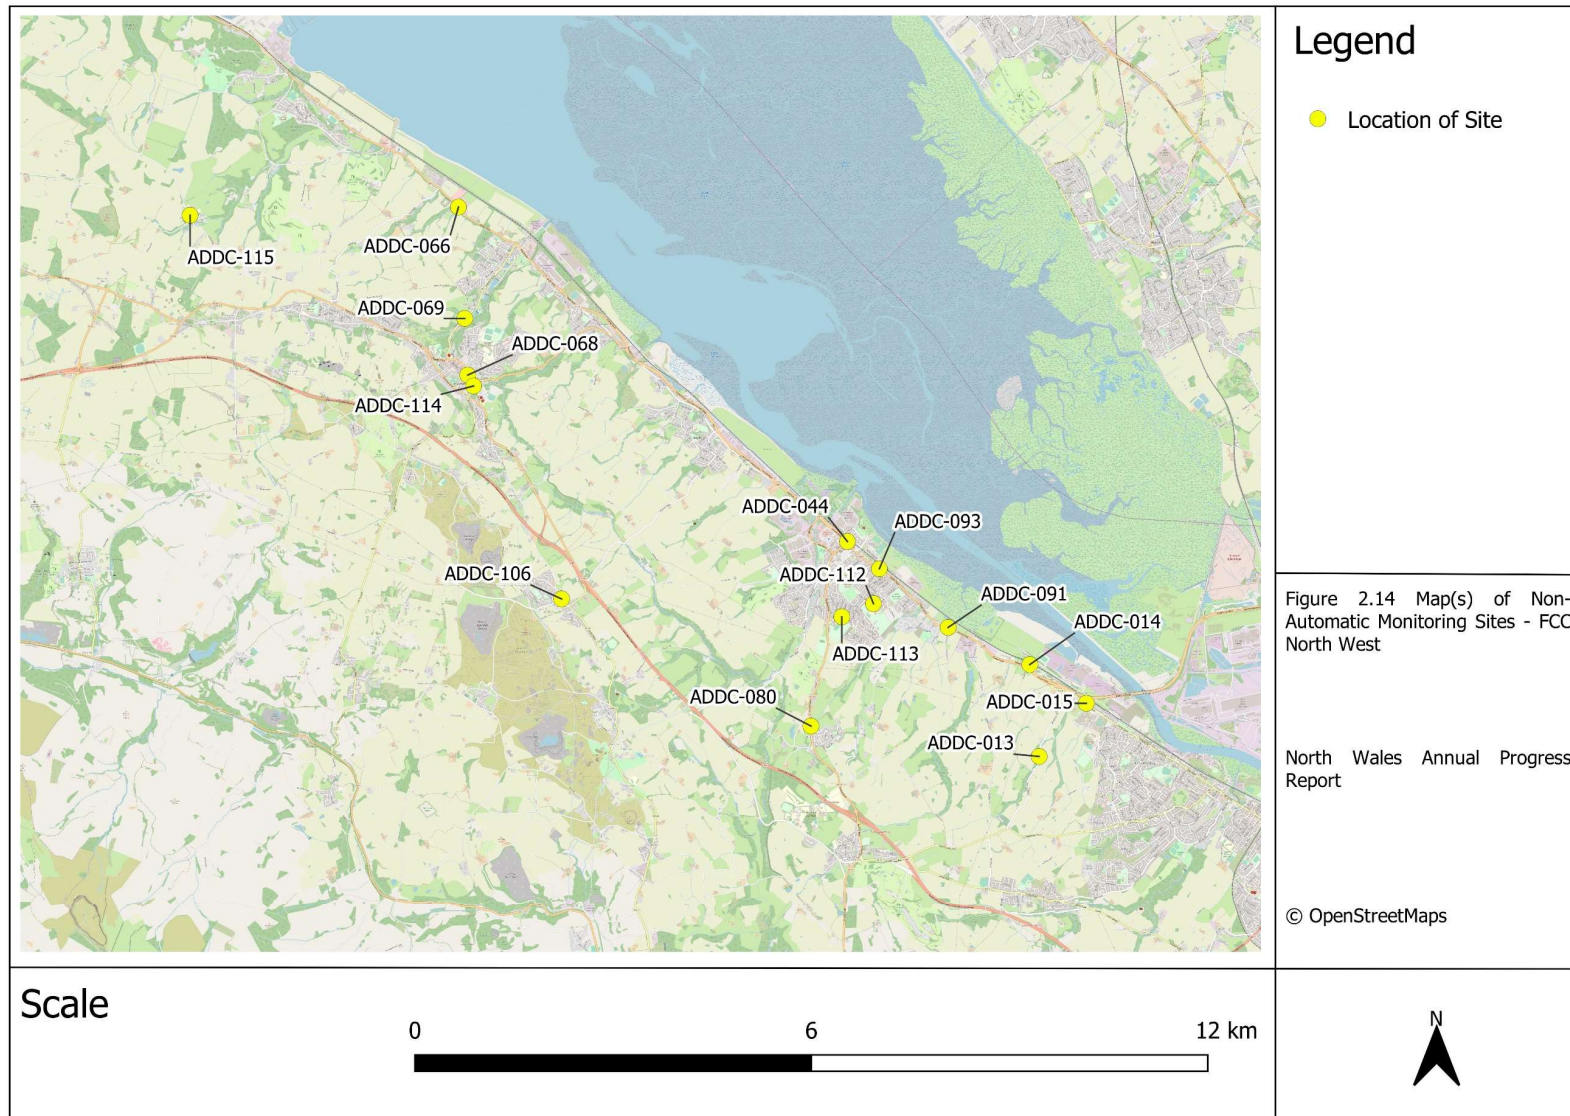 Legend
Location of Site
ADDC-115
ADDC-066
ADDC-069
ADDC-068
ADDC-114
ADDC-044
ADDC-093
ADDC-106
ADDC-112
ADDC-091
ADDC-014
ADDC-113
ADDC-080
ADDC-015
ADDC-013
Figure 2.14 Map(s) of Non-
Automatic Monitoring Sites - FCC
North West
North Wales Annual Progress
Report
© OpenStreetMaps
Scale
0 6 12 km
N